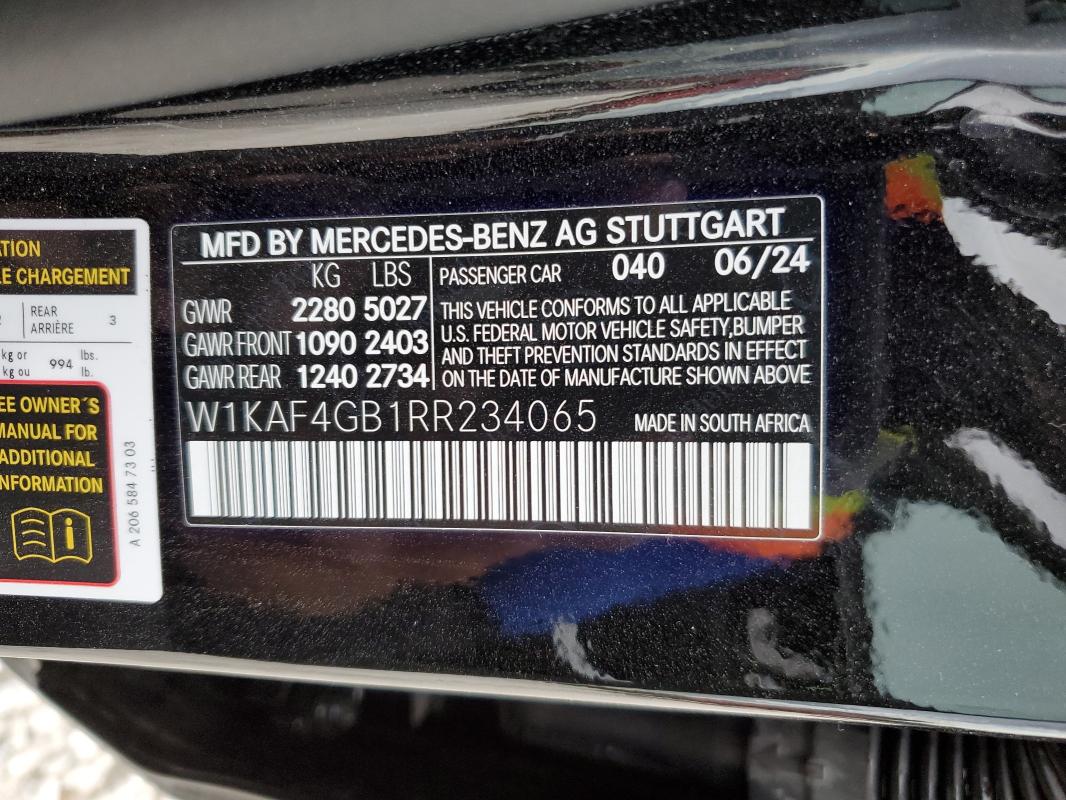 ATION
LE CHARGEMENT
2 REAR ARRIÈRE 3
kg or
kg ou 994 lbs. lb.
EE OWNER´S
MANUAL FOR
ADDITIONAL
NFORMATION
i
A 206 584 73 03
MFD BY MERCEDES-BENZ AG STUTTGART
KG LBS
GVWR 2280 5027
GAWR FRONT 1090 2403
GAWR REAR 1240 2734
PASSENGER CAR 040 06/24
THIS VEHICLE CONFORMS TO ALL APPLICABLE
U.S. FEDERAL MOTOR VEHICLE SAFETY,BUMPER
AND THEFT PREVENTION STANDARDS IN EFFECT
ON THE DATE OF MANUFACTURE SHOWN ABOVE
W1KAF4GB1RR234065 MADE IN SOUTH AFRICA